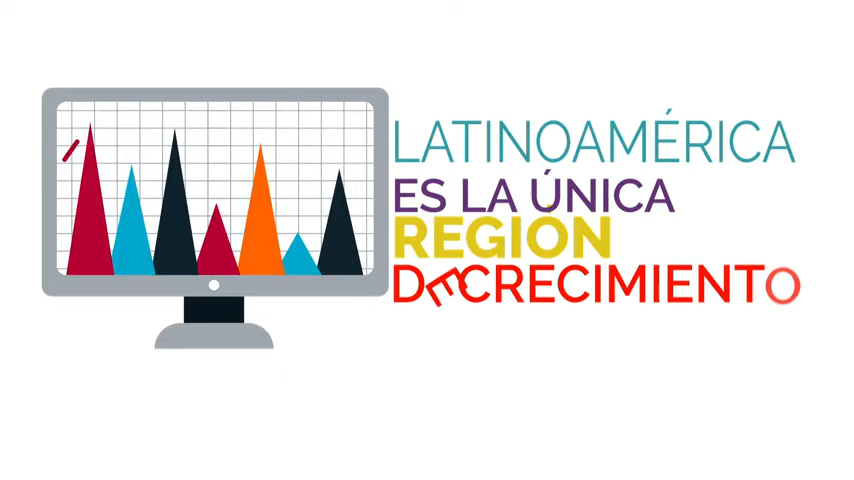 LATINOAMÉRICA
ES LA ÚNICA
REGIÓN
DECRECIMIENTO